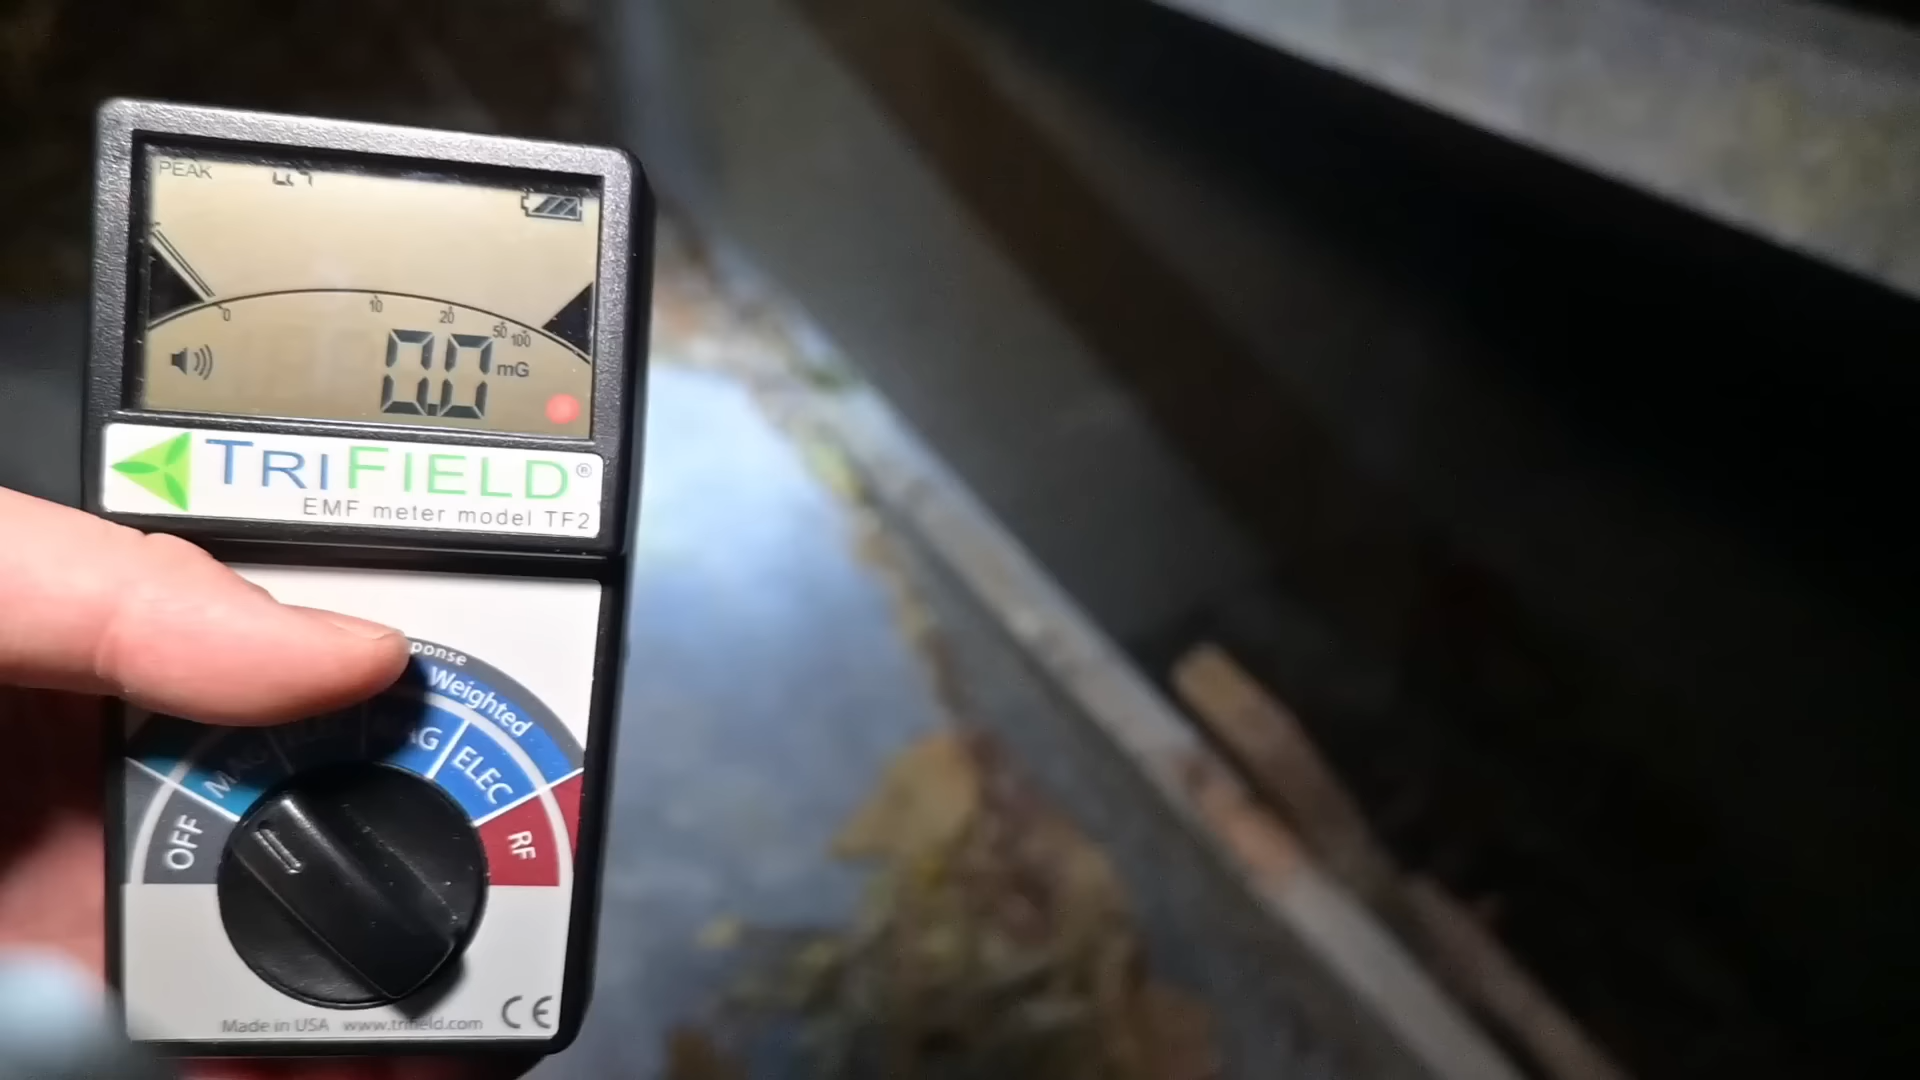 PEAK
0 10 20 50 100
0.0 mG
TRIFIELD®
EMF meter model TF2
Weighted
OFF MAG ELEC RF
Made in USA www.trifield.com CE